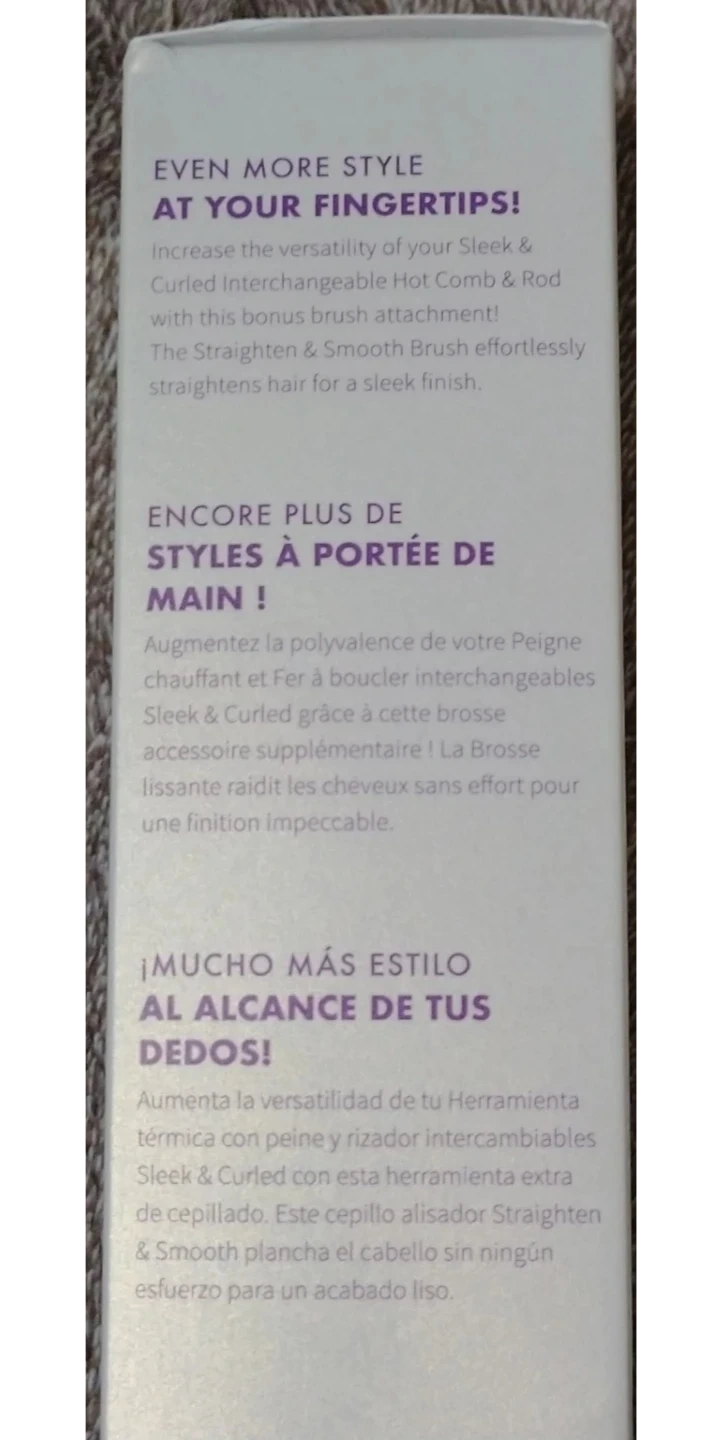 EVEN MORE STYLE
AT YOUR FINGERTIPS!
Increase the versatility of your Sleek &
Curled Interchangeable Hot Comb & Rod
with this bonus brush attachment!
The Straighten & Smooth Brush effortlessly
straightens hair for a sleek finish.
ENCORE PLUS DE
STYLES À PORTÉE DE
MAIN !
Augmentez la polyvalence de votre Peigne
chauffant et Fer à boucler interchangeables
Sleek & Curled grâce à cette brosse
accessoire supplémentaire ! La Brosse
lissante raidit les cheveux sans effort pour
une finition impeccable.
¡MUCHO MÁS ESTILO
AL ALCANCE DE TUS
DEDOS!
Aumenta la versatilidad de tu Herramienta
térmica con peine y rizador intercambiables
Sleek & Curled con esta herramienta extra
de cepillado. Este cepillo alisador Straighten
& Smooth plancha el cabello sin ningún
esfuerzo para un acabado liso.